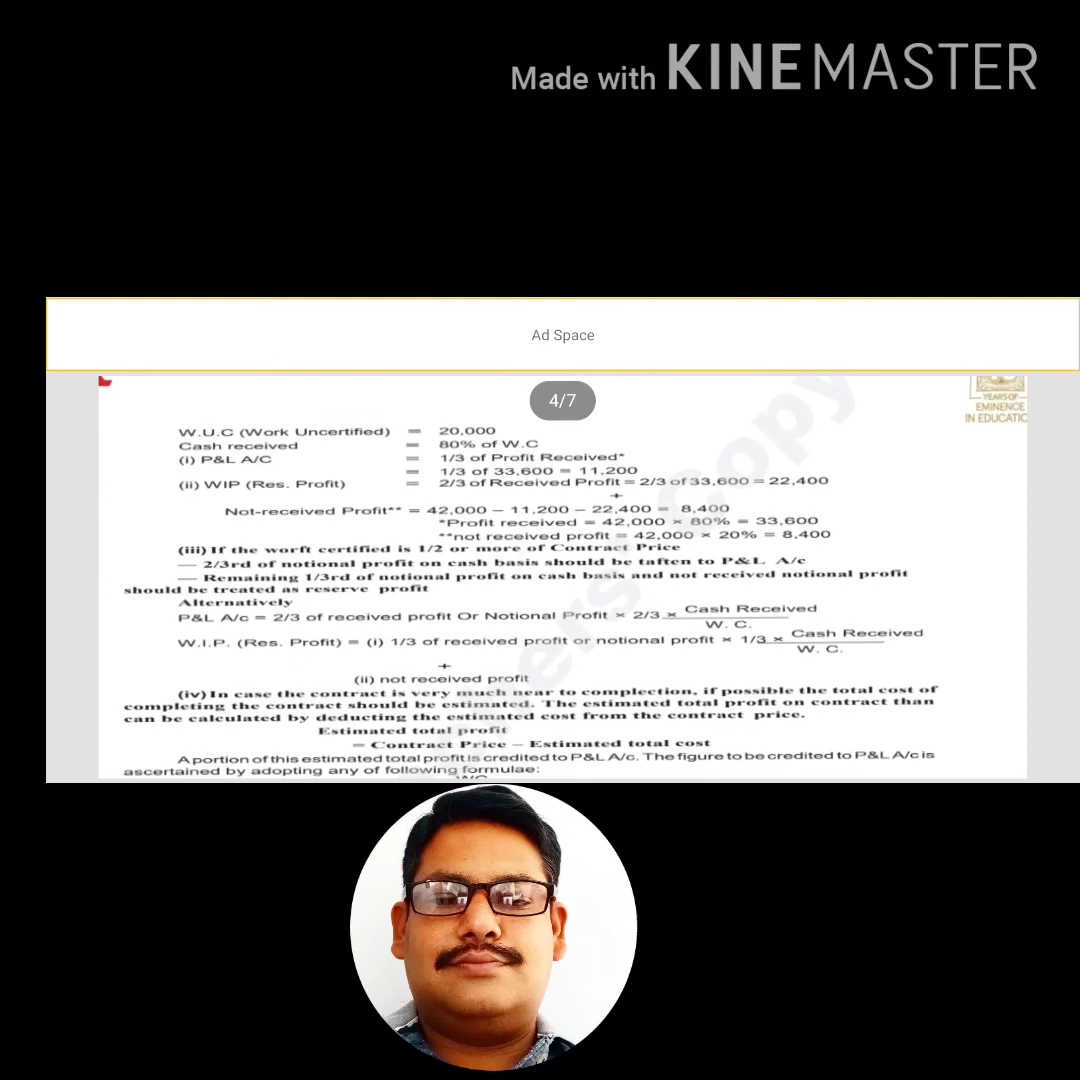 Made with KINEMASTER
Ad Space
4/7
YEARS OF
EMINENCE
IN EDUCATIC
W.U.C (Work Uncertified) = 20,000
Cash received = 80% of W.C
(i) P&L A/C = 1/3 of Profit Received*
= 1/3 of 33,600 = 11,200
(ii) WIP (Res. Profit) = 2/3 of Received Profit = 2/3 of 33,600 = 22,400
+
Not-received Profit** = 42,000 – 11,200 – 22,400 = 8,400
*Profit received = 42,000 × 80% = 33,600
**not received profit = 42,000 × 20% = 8,400
(iii) If the worft certified is 1/2 or more of Contract Price
— 2/3rd of notional profit on cash basis should be taften to P&L A/c
— Remaining 1/3rd of notional profit on cash basis and not received notional profit
should be treated as reserve profit
Alternatively
P&L A/c = 2/3 of received profit Or Notional Profit × 2/3 × Cash Received
W. C.
W.I.P. (Res. Profit) = (i) 1/3 of received profit or notional profit × 1/3 × Cash Received
W. C.
+
(ii) not received profit
(iv) In case the contract is very much near to complection, if possible the total cost of
completing the contract should be estimated. The estimated total profit on contract than
can be calculated by deducting the estimated cost from the contract price.
Estimated total profit
= Contract Price – Estimated total cost
A portion of this estimated total profit is credited to P&L A/c. The figure to be credited to P&L A/c is
ascertained by adopting any of following formulae: